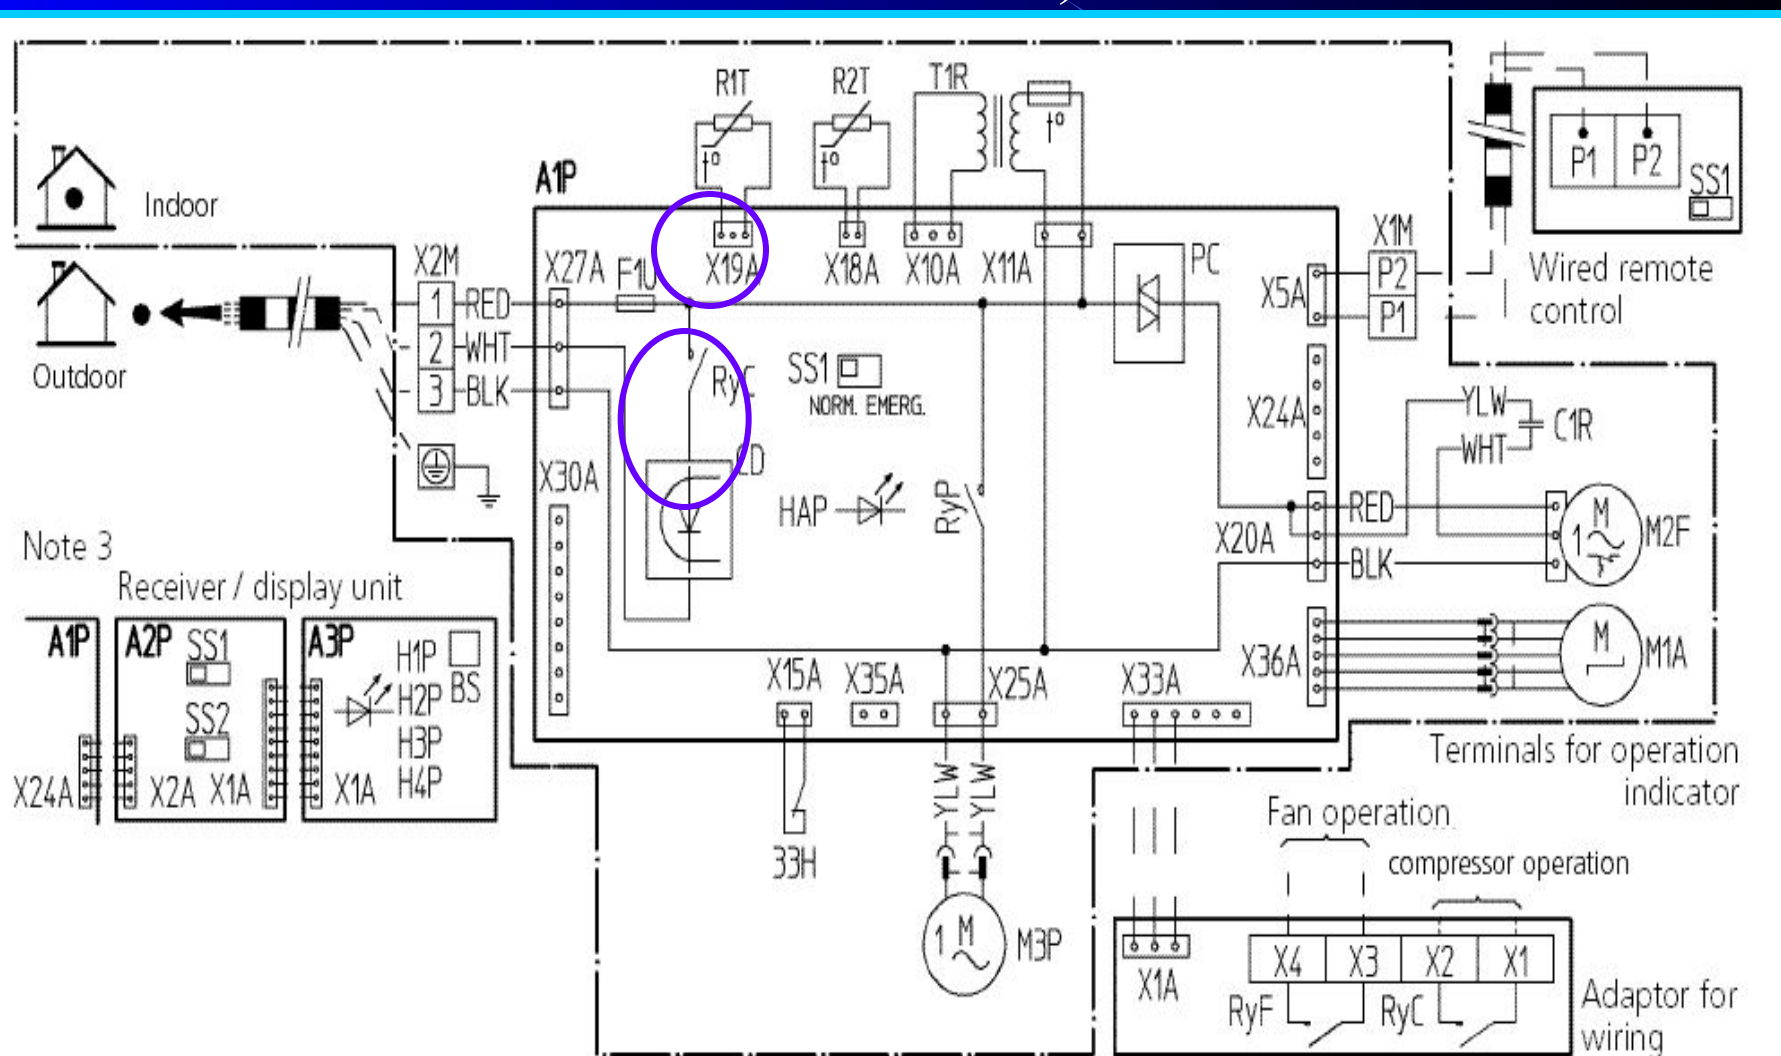 R1T
R2T
T1R
t°
t°
t°
A1P
P1
P2
SS1
Wired remote
control
Indoor
Outdoor
X2M
1
RED
2
WHT
3
BLK
X27A
F1U
X19A
X18A
X10A
X11A
PC
X5A
X1M
P2
P1
RyC
SS1
NORM. EMERG.
CD
X24A
YLW
WHT
C1R
X30A
HAP
RyP
X20A
RED
BLK
M
1
M2F
X36A
M
M1A
Note 3
Receiver / display unit
A1P
X24A
A2P
SS1
SS2
X2A
X1A
A3P
H1P
H2P
H3P
H4P
BS
X1A
X15A
X35A
X25A
X33A
33H
YLW
YLW
1
M
M3P
Terminals for operation
indicator
Fan operation
compressor operation
X1A
X4
X3
X2
X1
RyF
RyC
Adaptor for
wiring